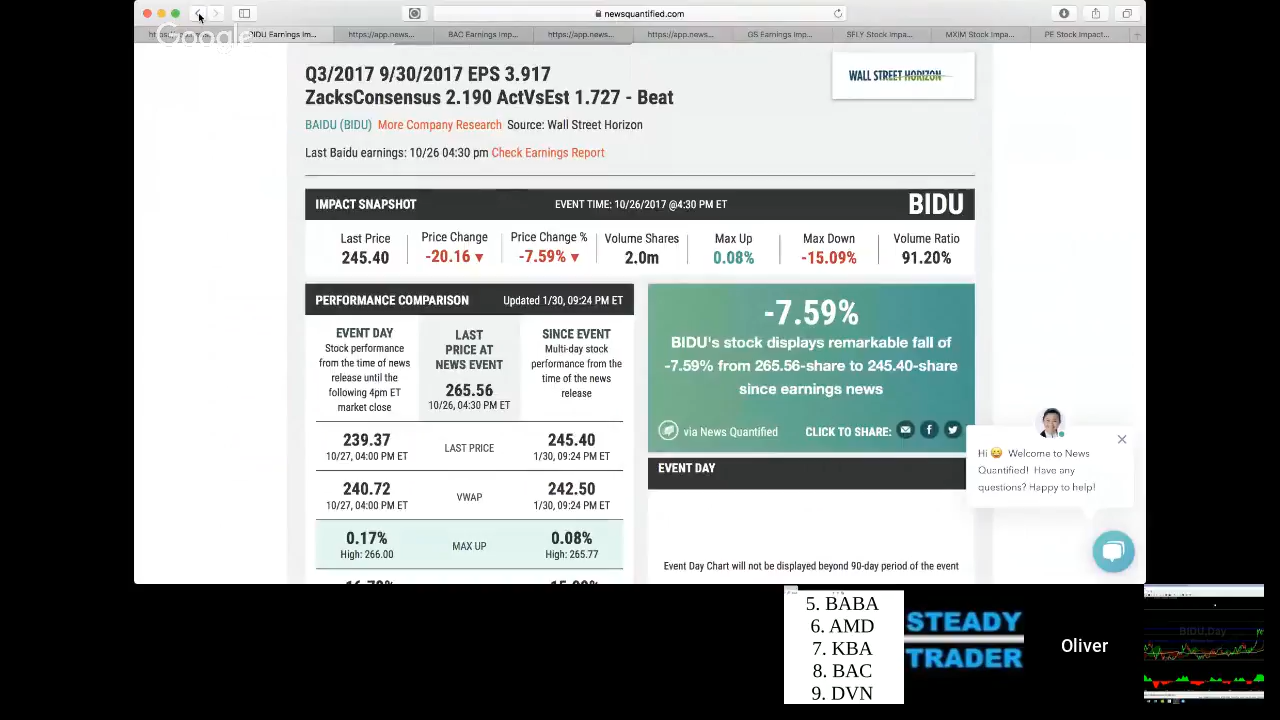 newsquantified.com
Google
BIDU Earnings Im...
https://app.news...
BAC Earnings Imp...
https://app.news...
https://app.news...
GS Earnings Imp...
SFLY Stock Impa...
MXIM Stock Impa...
PE Stock Impact...
Q3/2017 9/30/2017 EPS 3.917
ZacksConsensus 2.190 ActVsEst 1.727 - Beat
WALL STREET HORIZON
BAIDU (BIDU) More Company Research Source: Wall Street Horizon
Last Baidu earnings: 10/26 04:30 pm Check Earnings Report
IMPACT SNAPSHOT
EVENT TIME: 10/26/2017 @4:30 PM ET
BIDU
Last Price
245.40
Price Change
-20.16 ▼
Price Change %
-7.59% ▼
Volume Shares
2.0m
Max Up
0.08%
Max Down
-15.09%
Volume Ratio
91.20%
PERFORMANCE COMPARISON
Updated 1/30, 09:24 PM ET
EVENT DAY
Stock performance
from the time of news
release until the
following 4pm ET
market close
LAST
PRICE AT
NEWS EVENT
265.56
10/26, 04:30 PM ET
SINCE EVENT
Multi-day stock
performance from the
time of the news
release
239.37
10/27, 04:00 PM ET
LAST PRICE
245.40
1/30, 09:24 PM ET
240.72
10/27, 04:00 PM ET
VWAP
242.50
1/30, 09:24 PM ET
0.17%
High: 266.00
MAX UP
0.08%
High: 265.77
-7.59%
BIDU's stock displays remarkable fall of
-7.59% from 265.56-share to 245.40-share
since earnings news
via News Quantified
CLICK TO SHARE:
EVENT DAY
Event Day Chart will not be displayed beyond 90-day period of the event
Hi 😄 Welcome to News
Quantified! Have any
questions? Happy to help!
5. BABA
6. AMD
7. KBA
8. BAC
9. DVN
STEADY
TRADER
Oliver
BIDU,Day